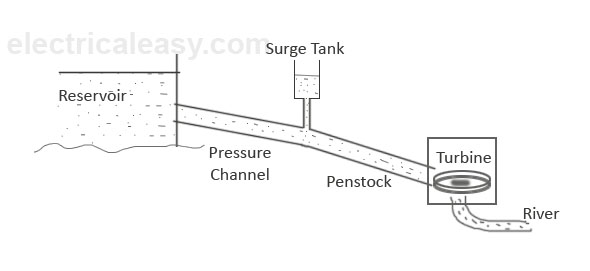 electricaleasy.com
Surge Tank
Reservoir
Pressure
Channel
Penstock
Turbine
River